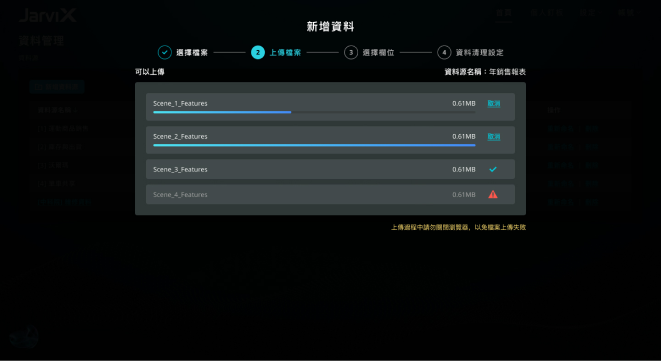 JarviX
新增資料
資料管理
選擇檔案
2 上傳檔案
3 選擇欄位
4 資料清理設定
可以上傳
資料源名稱：年銷售報表
Scene_1_Features 0.61MB 取消
Scene_2_Features 0.61MB 取消
Scene_3_Features 0.61MB
Scene_4_Features 0.61MB
上傳過程中請勿關閉瀏覽器，以免檔案上傳失敗